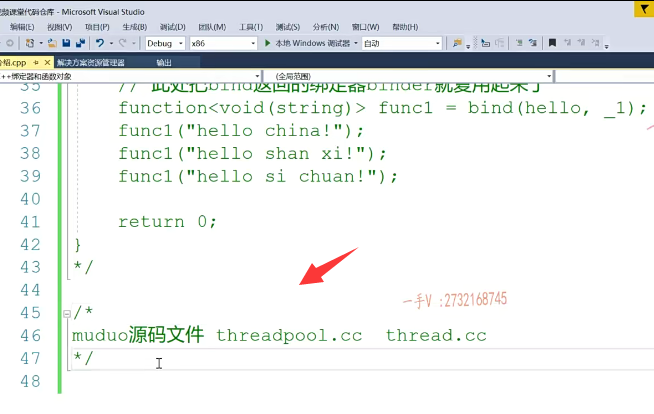 视频课堂代码仓库 - Microsoft Visual Studio
编辑(E) 视图(V) 项目(P) 生成(B) 调试(D) 团队(M) 工具(T) 测试(S) 分析(N) 窗口(W) 帮助(H)
Debug x86 本地 Windows 调试器 自动
绍.cpp 解决方案资源管理器 输出
++绑定器和函数对象 (全局范围)
35 // 此处把bind返回的绑定器binder就复用起来了
36 function<void(string)> func1 = bind(hello, _1);
37 func1("hello china!");
38 func1("hello shan xi!");
39 func1("hello si chuan!");
40
41 return 0;
42 }
43 */
44
一手V :2732168745
45 /*
46 muduo源码文件 threadpool.cc thread.cc
47 */
48